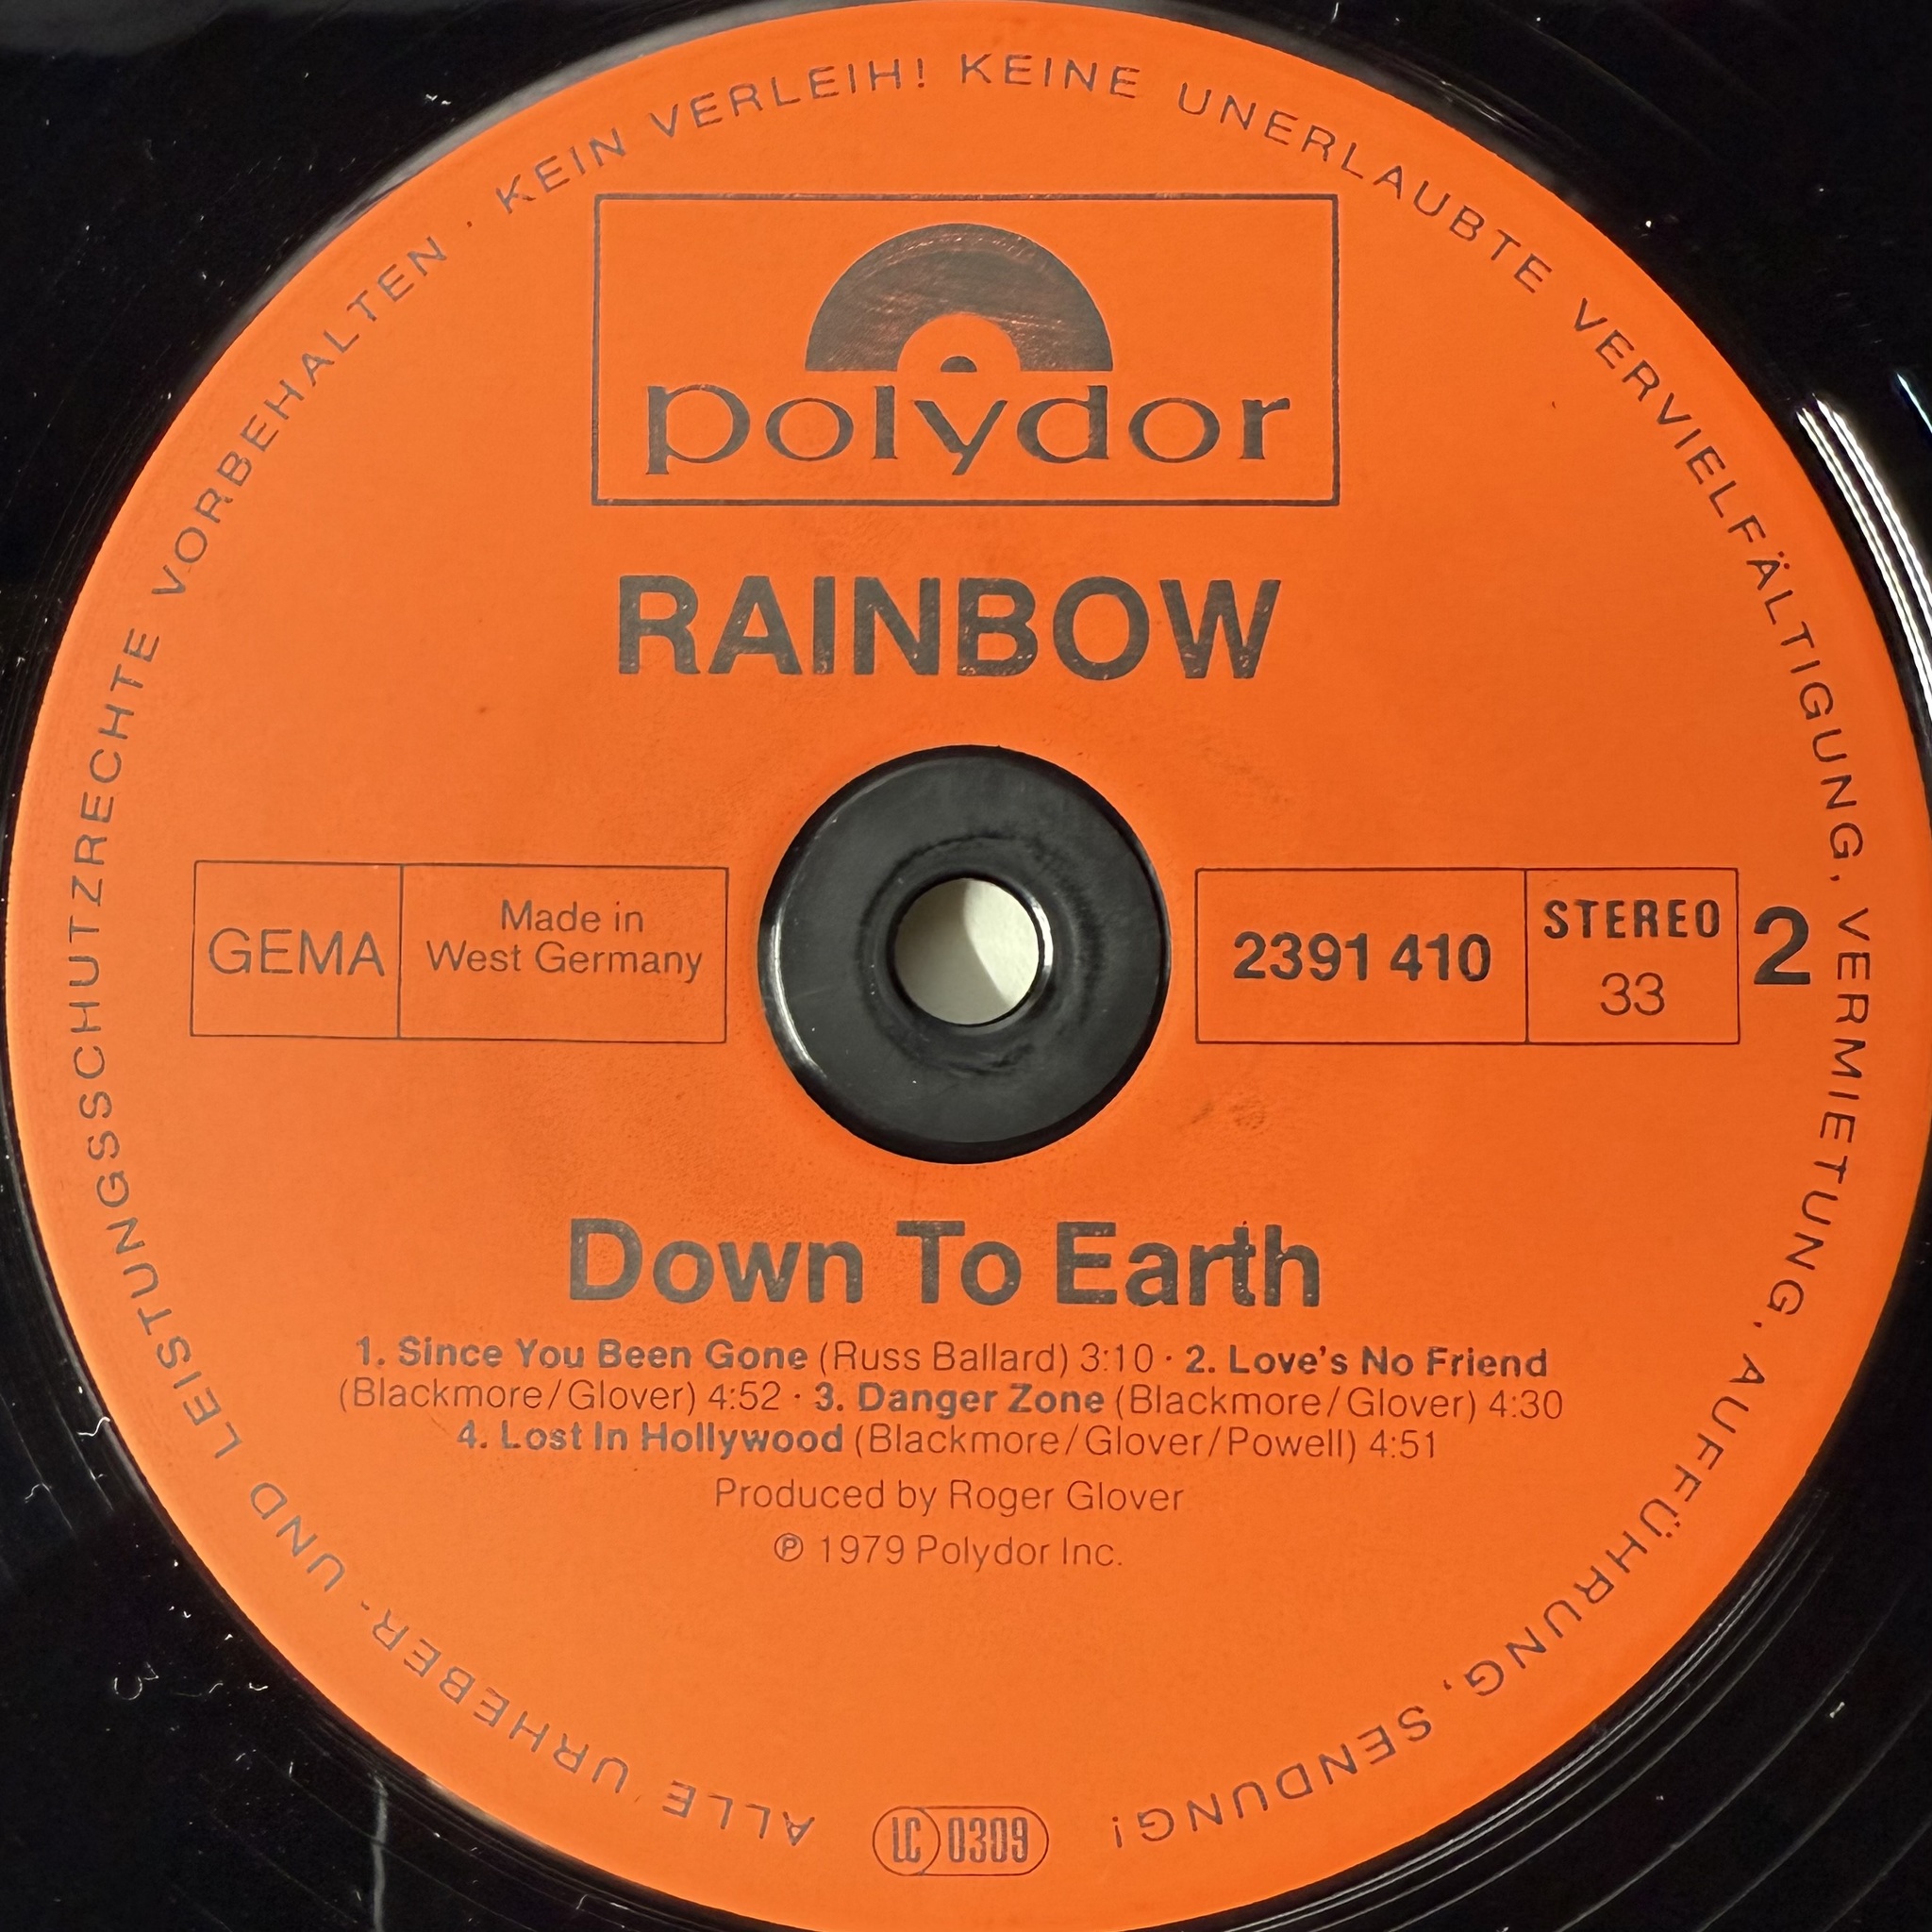 ALLE URHEBER- UND LEISTUNGSSCHUTZRECHTE VORBEHALTEN · KEIN VERLEIH! KEINE UNERLAUBTE VERVIELFÄLTIGUNG, VERMIETUNG, AUFFÜHRUNG, SENDUNG!
polydor
RAINBOW
GEMA
Made in
West Germany
2391 410
STEREO
33
2
Down To Earth
1. Since You Been Gone (Russ Ballard) 3:10 · 2. Love's No Friend
(Blackmore/Glover) 4:52 · 3. Danger Zone (Blackmore/Glover) 4:30
4. Lost In Hollywood (Blackmore/Glover/Powell) 4:51
Produced by Roger Glover
℗ 1979 Polydor Inc.
LC 0309